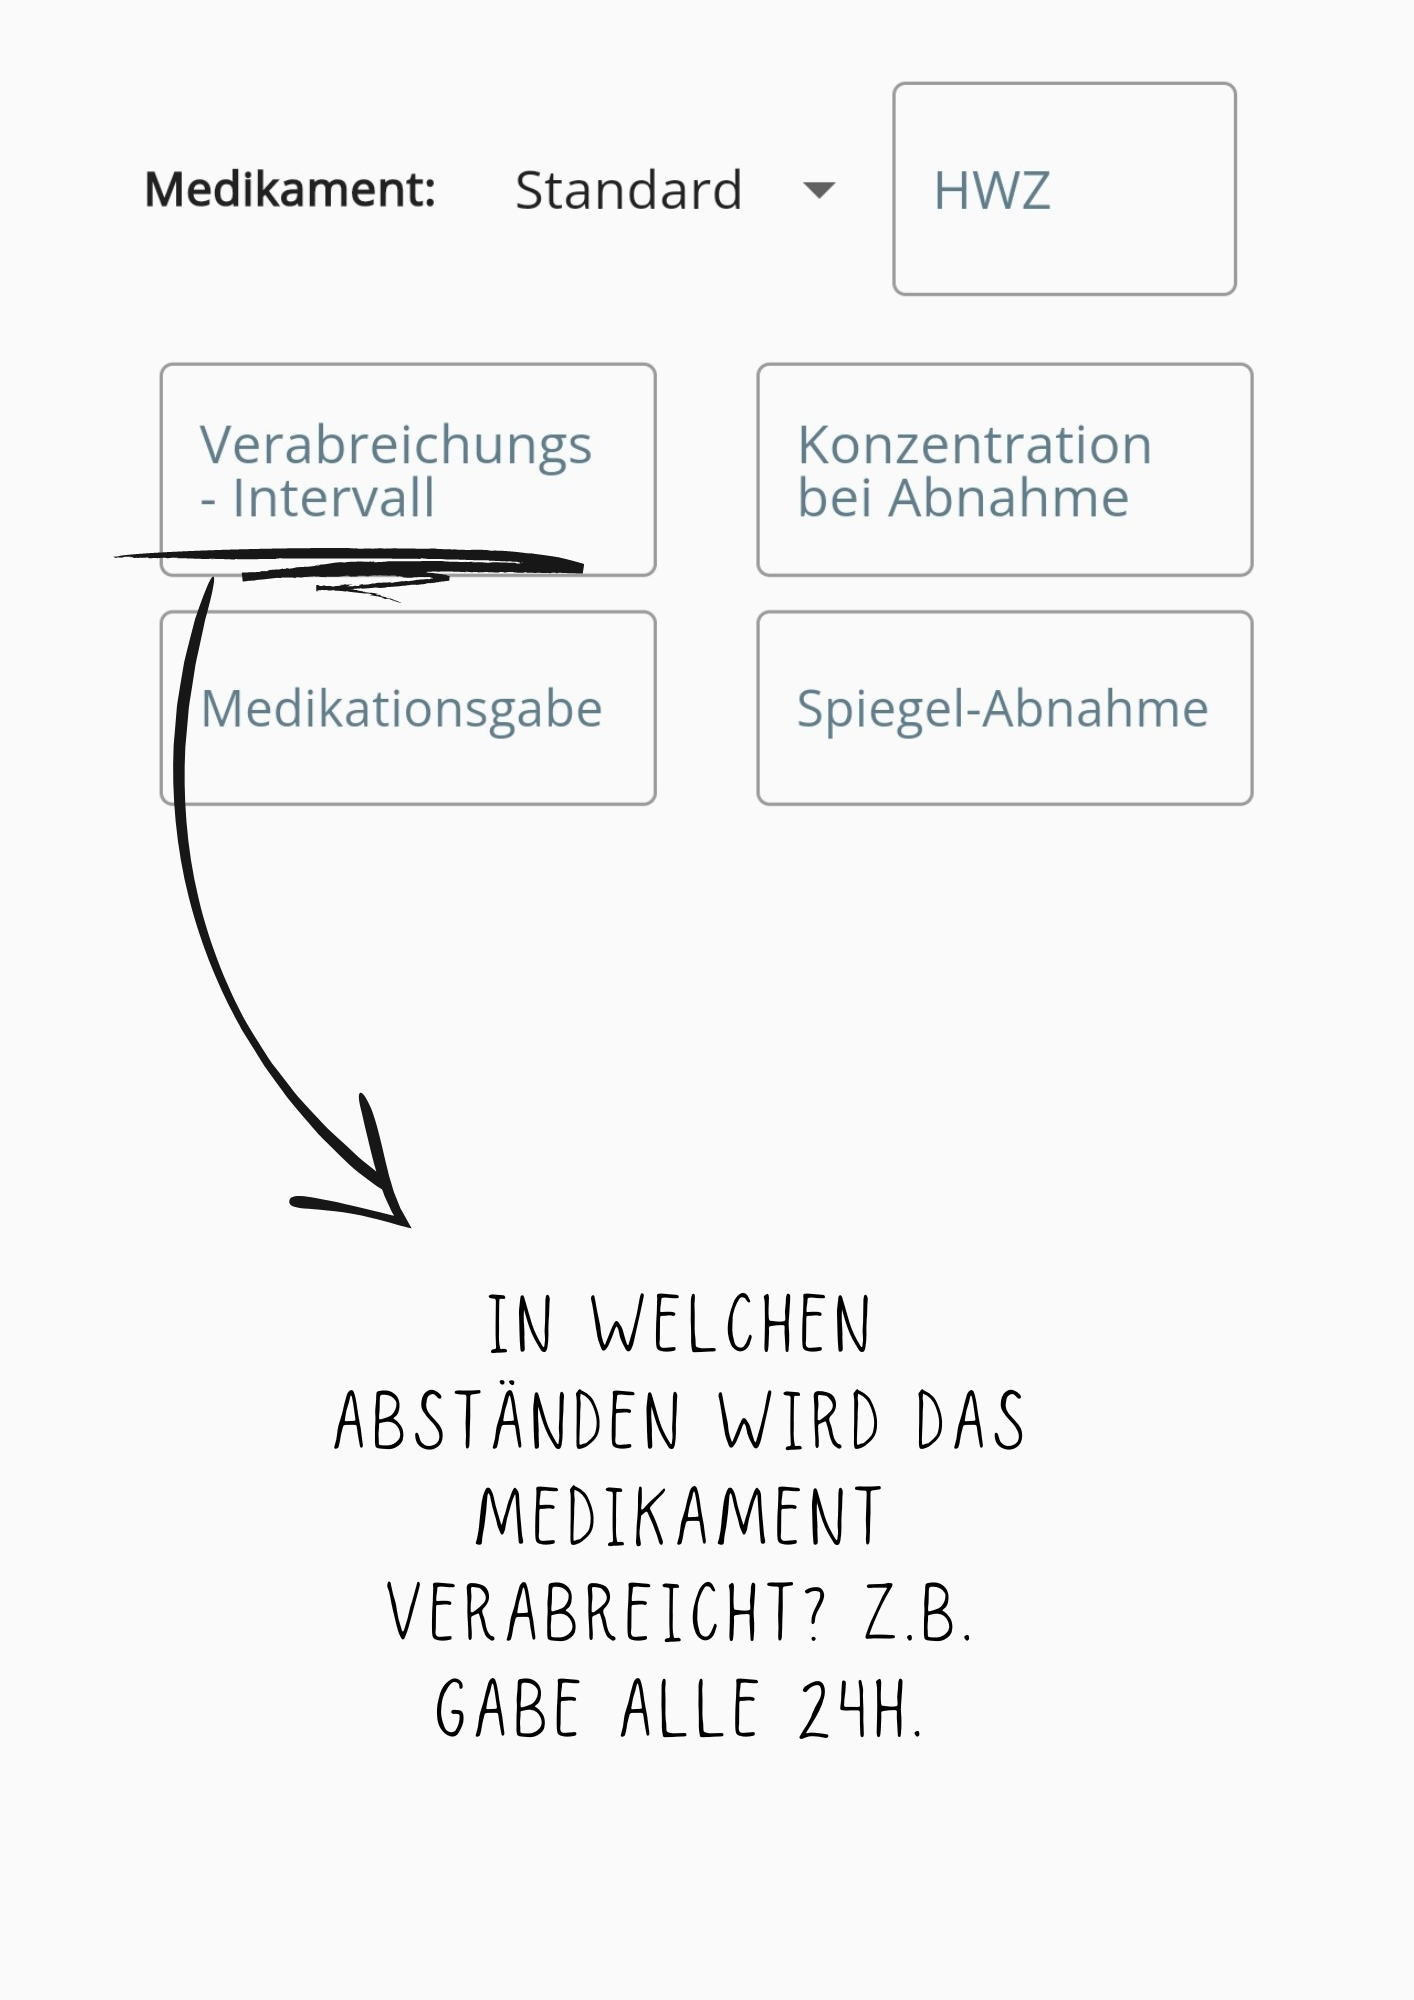 Medikament: Standard HWZ
Verabreichungs
- Intervall
Konzentration
bei Abnahme
Medikationsgabe
Spiegel-Abnahme
IN WELCHEN
ABSTÄNDEN WIRD DAS
MEDIKAMENT
VERABREICHT? Z.B.
GABE ALLE 24H.